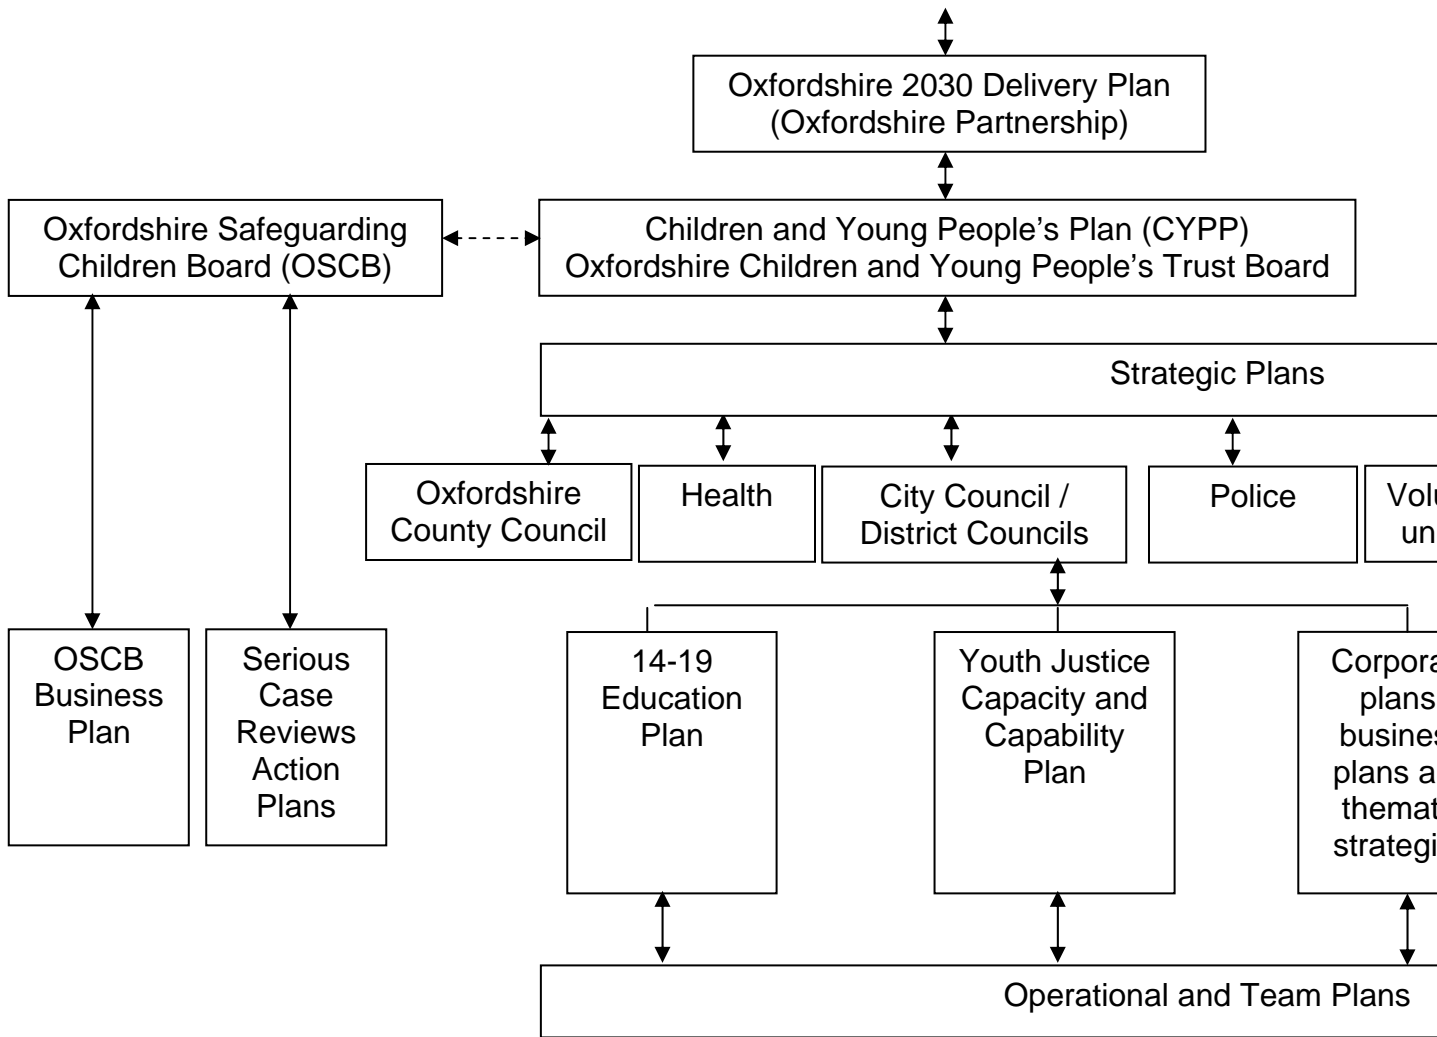 Oxfordshire 2030 Delivery Plan
(Oxfordshire Partnership)
Oxfordshire Safeguarding
Children Board (OSCB)
Children and Young People’s Plan (CYPP)
Oxfordshire Children and Young People’s Trust Board
Strategic Plans
Oxfordshire
County Council
Health
City Council /
District Councils
Police
OSCB
Business
Plan
Serious
Case
Reviews
Action
Plans
14-19
Education
Plan
Youth Justice
Capacity and
Capability
Plan
plans
plans
Operational and Team Plans